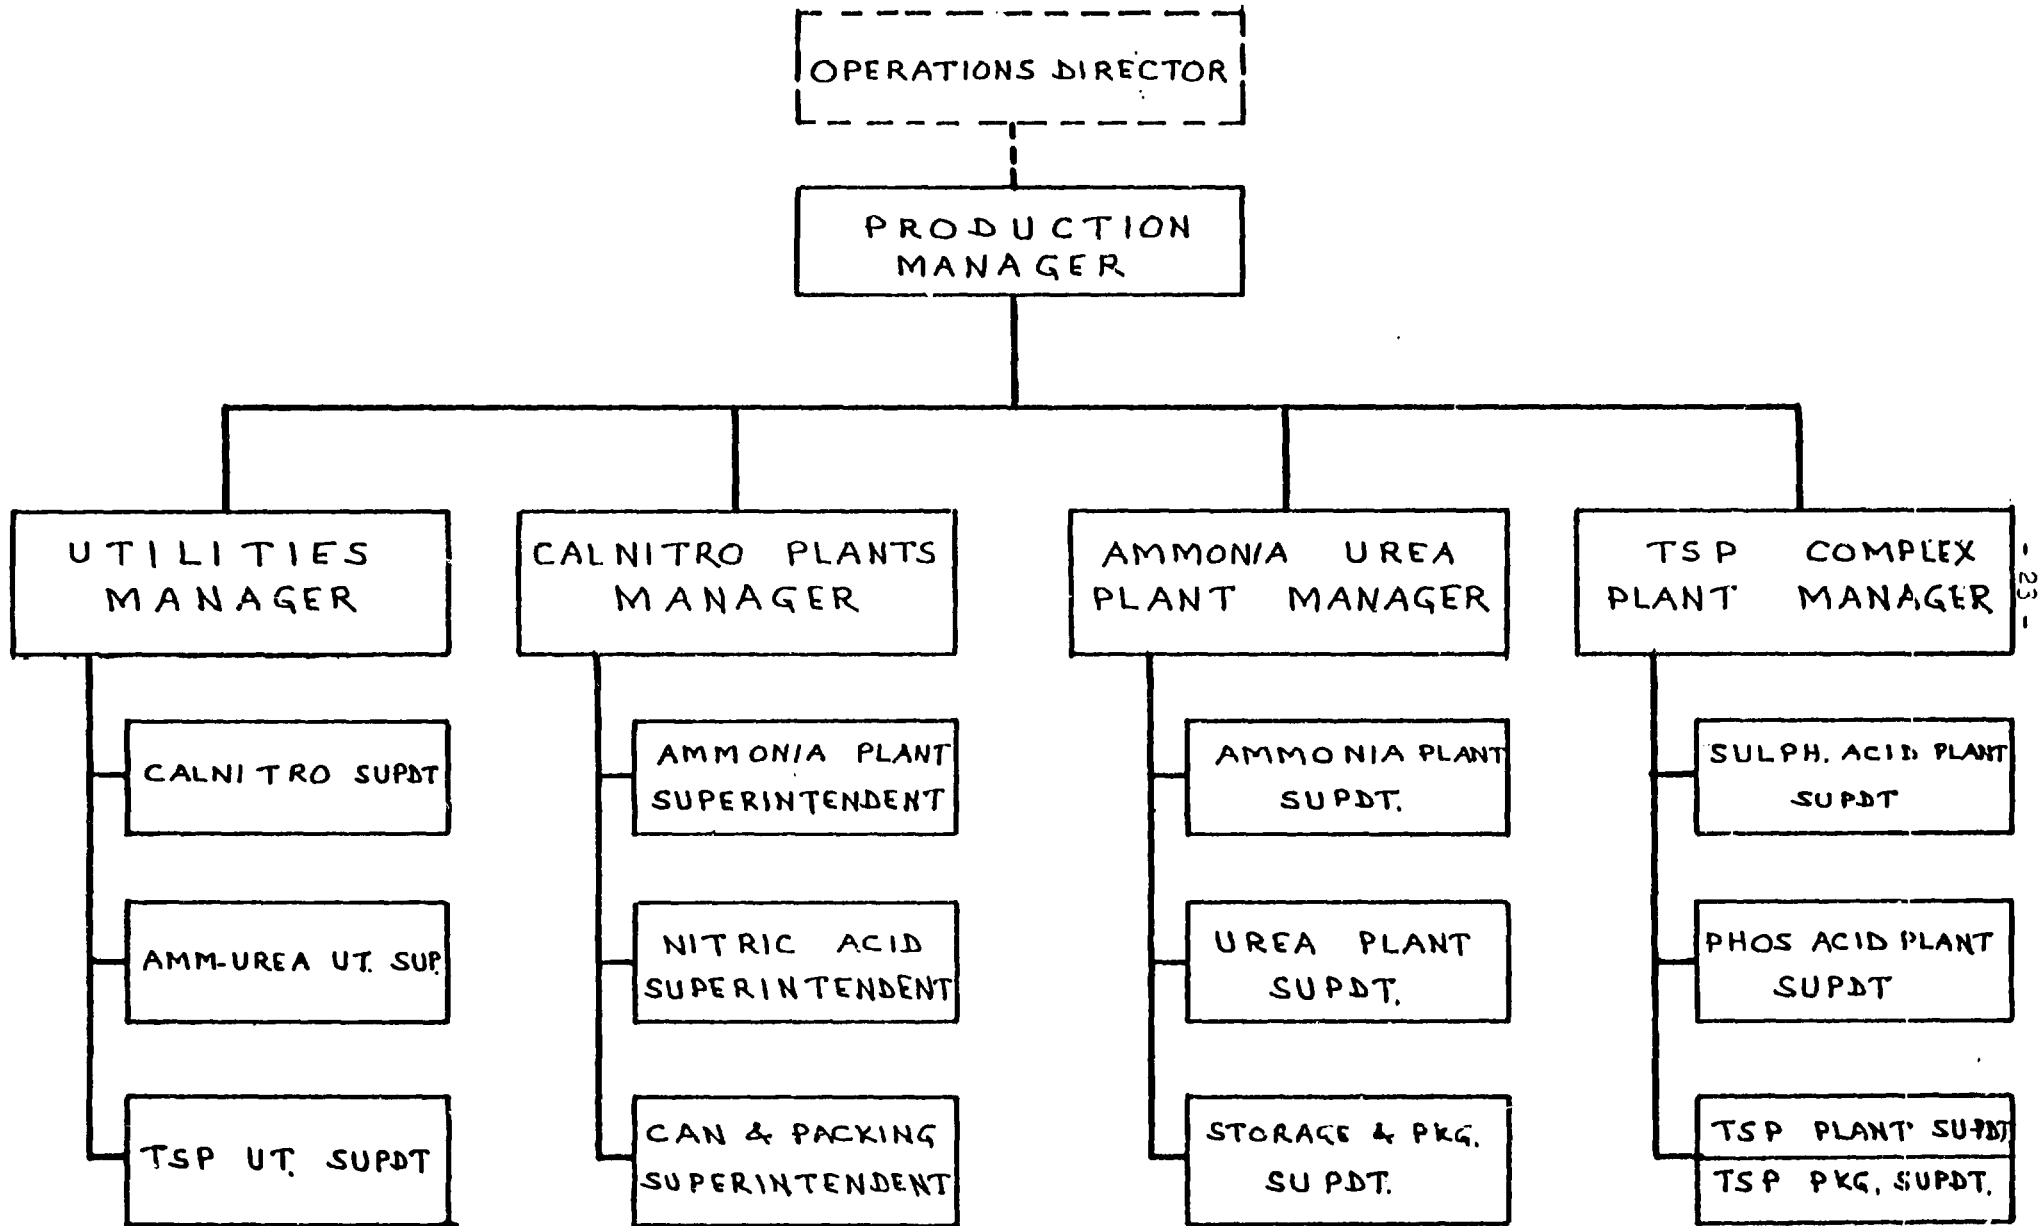 OPERATIONS DIRECTOR
PRODUCTION
MANAGER
UTILITIES
MANAGER
CALNITRO PLANTS
MANAGER
AMMONIA UREA
PLANT MANAGER
TSP COMPLEX
PLANT MANAGER
- 23 -
CALNITRO SUPDT
AMM-UREA UT. SUP.
TSP UT. SUPDT
AMMONIA PLANT
SUPERINTENDENT
NITRIC ACID
SUPERINTENDENT
CAN & PACKING
SUPERINTENDENT
AMMONIA PLANT
SUPDT.
UREA PLANT
SUPDT.
STORAGE & PKG.
SUPDT.
SULPH. ACID PLANT
SUPDT
PHOS ACID PLANT
SUPDT
TSP PLANT SUPDT
TSP PKG. SUPDT.